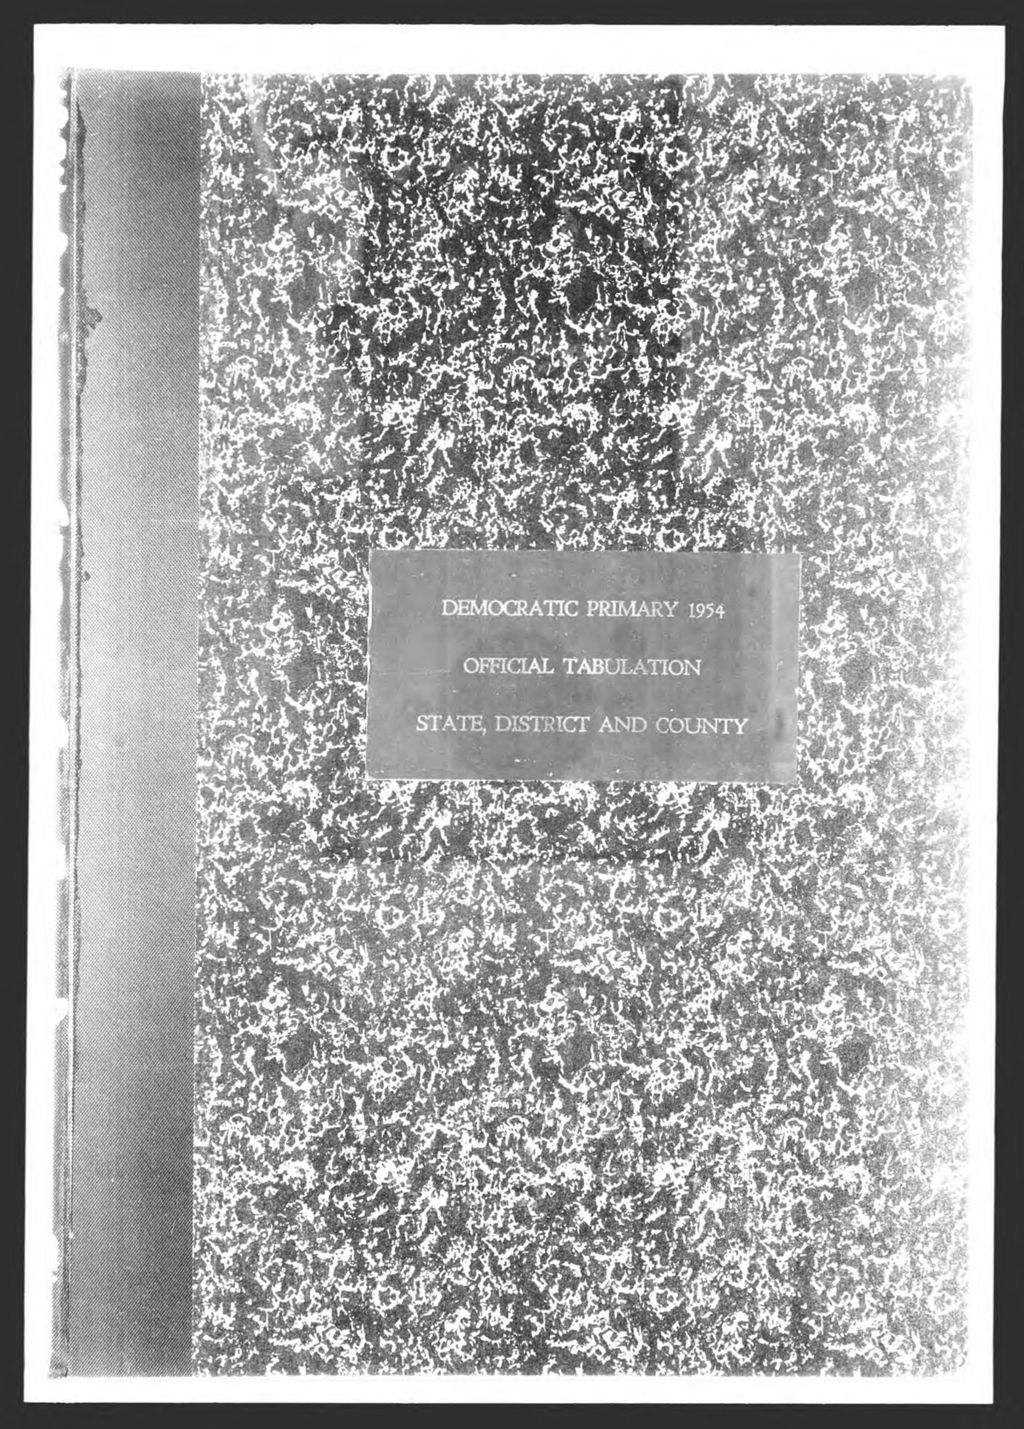 DEMOCRATIC PRIMARY 1954
OFFICIAL TABULATION
STATE, DISTRICT AND COUNTY